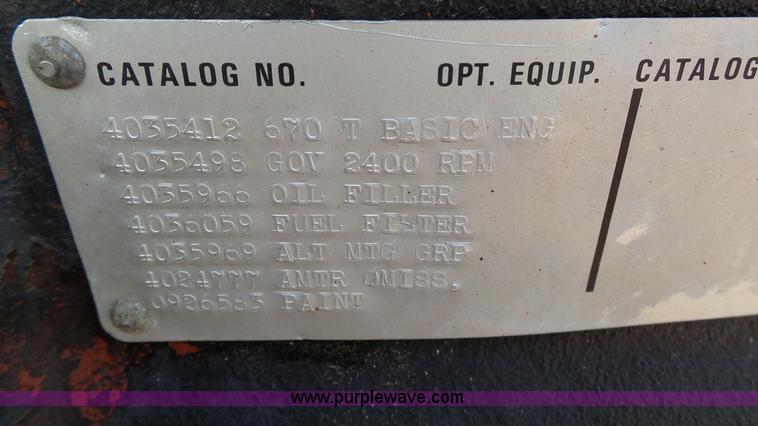 CATALOG NO. OPT. EQUIP. CATALOG
4035412 670 T BASIC ENG
4035498 GOV 2400 RPM
4035966 OIL FILLER
4036059 FUEL FILTER
4035969 ALT MTG GRP
4024777 AMTR OMISS.
0926583 PAINT
www.purplewave.com